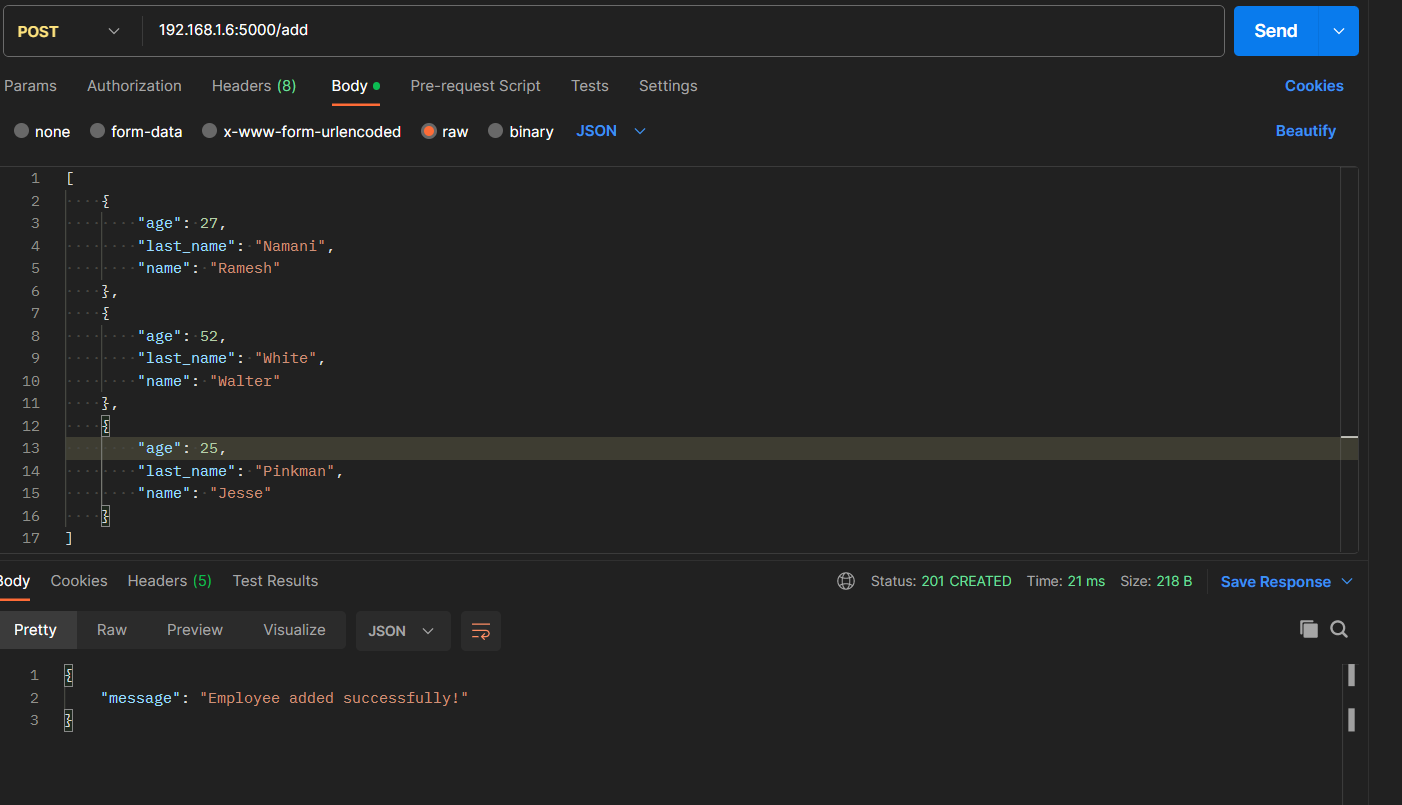 POST 192.168.1.6:5000/add Send
Params Authorization Headers (8) Body Pre-request Script Tests Settings Cookies
none form-data x-www-form-urlencoded raw binary JSON Beautify
1 [
2 {
3 "age": 27,
4 "last_name": "Namani",
5 "name": "Ramesh"
6 },
7 {
8 "age": 52,
9 "last_name": "White",
10 "name": "Walter"
11 },
12 {
13 "age": 25,
14 "last_name": "Pinkman",
15 "name": "Jesse"
16 }
17 ]
Body Cookies Headers (5) Test Results Status: 201 CREATED Time: 21 ms Size: 218 B Save Response
Pretty Raw Preview Visualize JSON
1 {
2 "message": "Employee added successfully!"
3 }